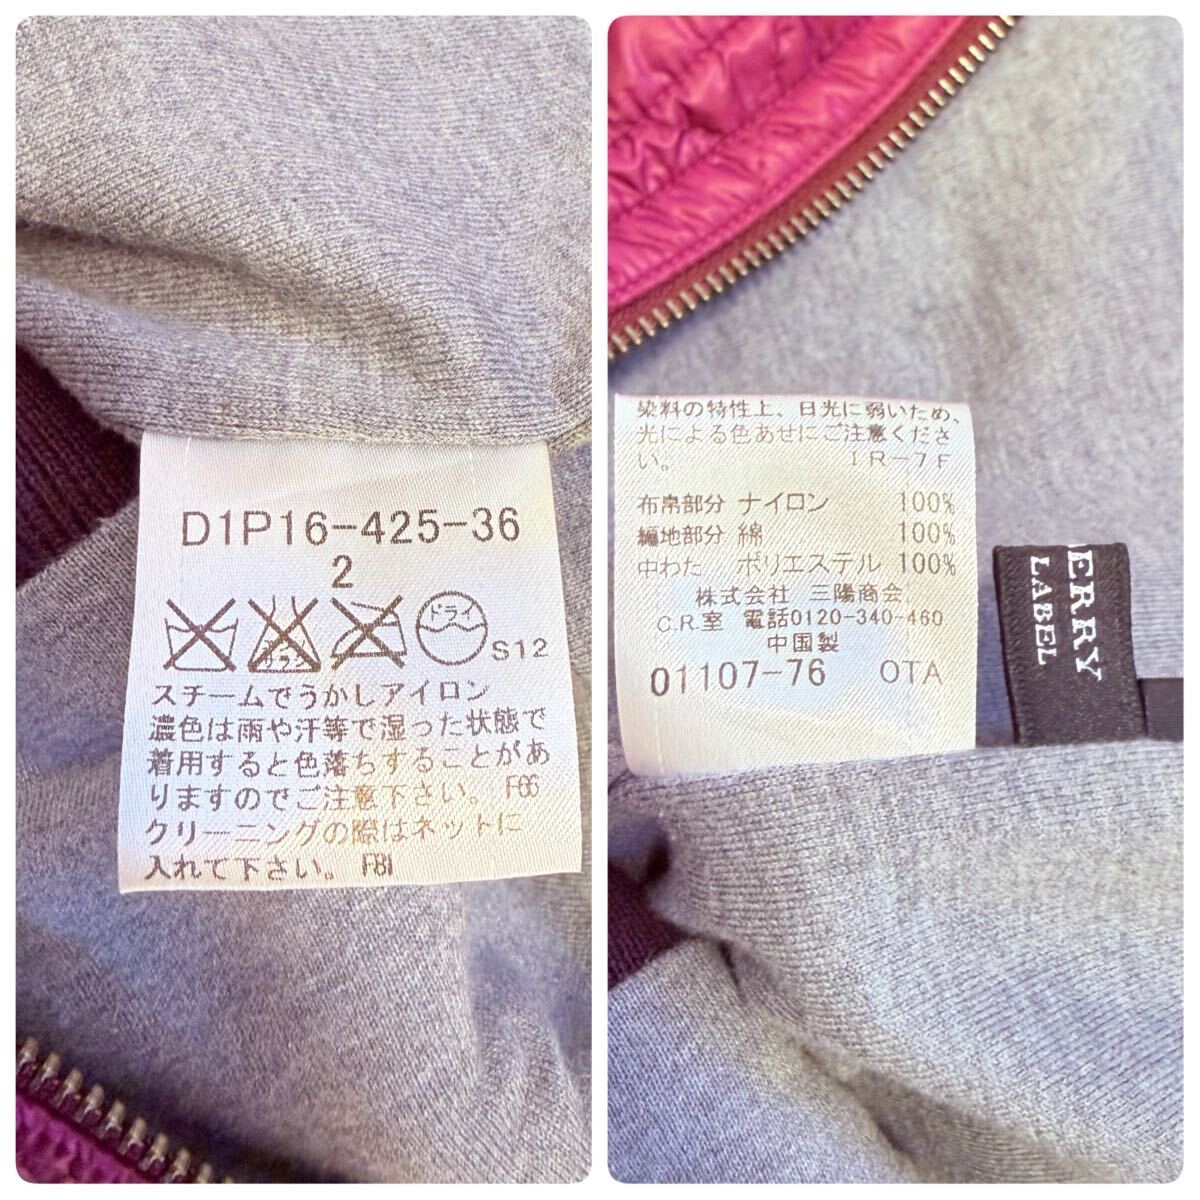 D1P16-425-36
2
サラシ
ドライ
S12
スチームでうかしアイロン
濃色は雨や汗等で湿った状態で
着用すると色落ちすることがあ
りますのでご注意下さい。 F66
クリーニングの際はネットに
入れて下さい。 F81
染料の特性上、日光に弱いため、
光による色あせにご注意くださ
い。 IR-7F
布帛部分 ナイロン 100%
編地部分 綿 100%
中わた ポリエステル 100%
株式会社 三陽商会
C.R.室 電話0120-340-460
中国製
01107-76 OTA
ERRY
LABEL